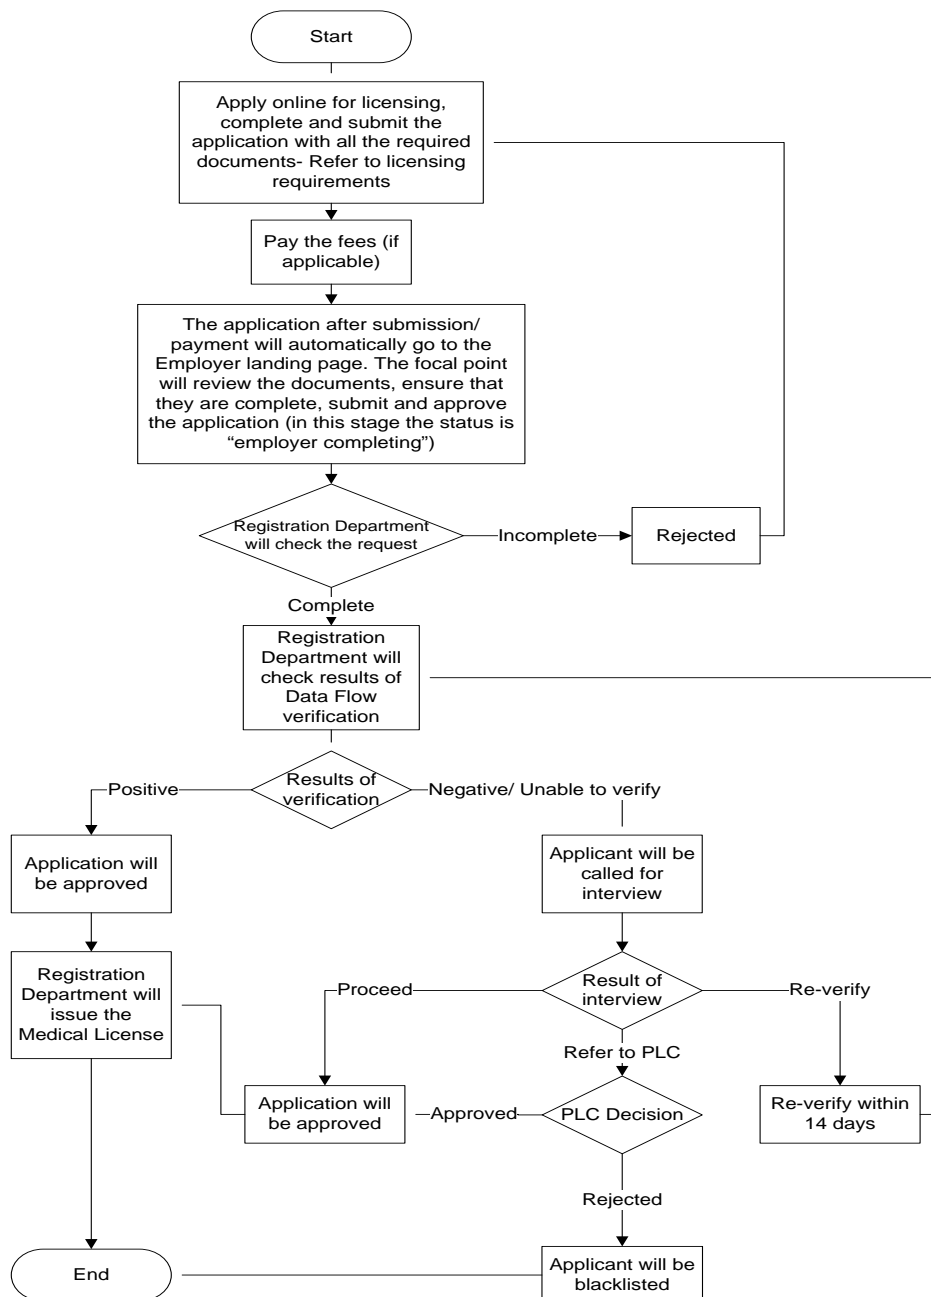 Start
Apply online for licensing,
complete and submit the
application with all the required
documents- Refer to licensing
requirements
Pay the fees (if
applicable)
The application after submission/
payment will automatically go to the
Employer landing page. The focal point
will review the documents, ensure that
they are complete, submit and approve
the application (in this stage the status is
“employer completing”)
Registration Department
will check the request
Incomplete
Rejected
Complete
Registration
Department will
check results of
Data Flow
verification
Results of
verification
Positive
Negative/ Unable to verify
Application will
be approved
Applicant will be
called for
interview
Registration
Department will
issue the
Medical License
Proceed
Result of
interview
Re-verify
Refer to PLC
Application will
be approved
Approved
PLC Decision
Re-verify within
14 days
Rejected
End
Applicant will be
blacklisted